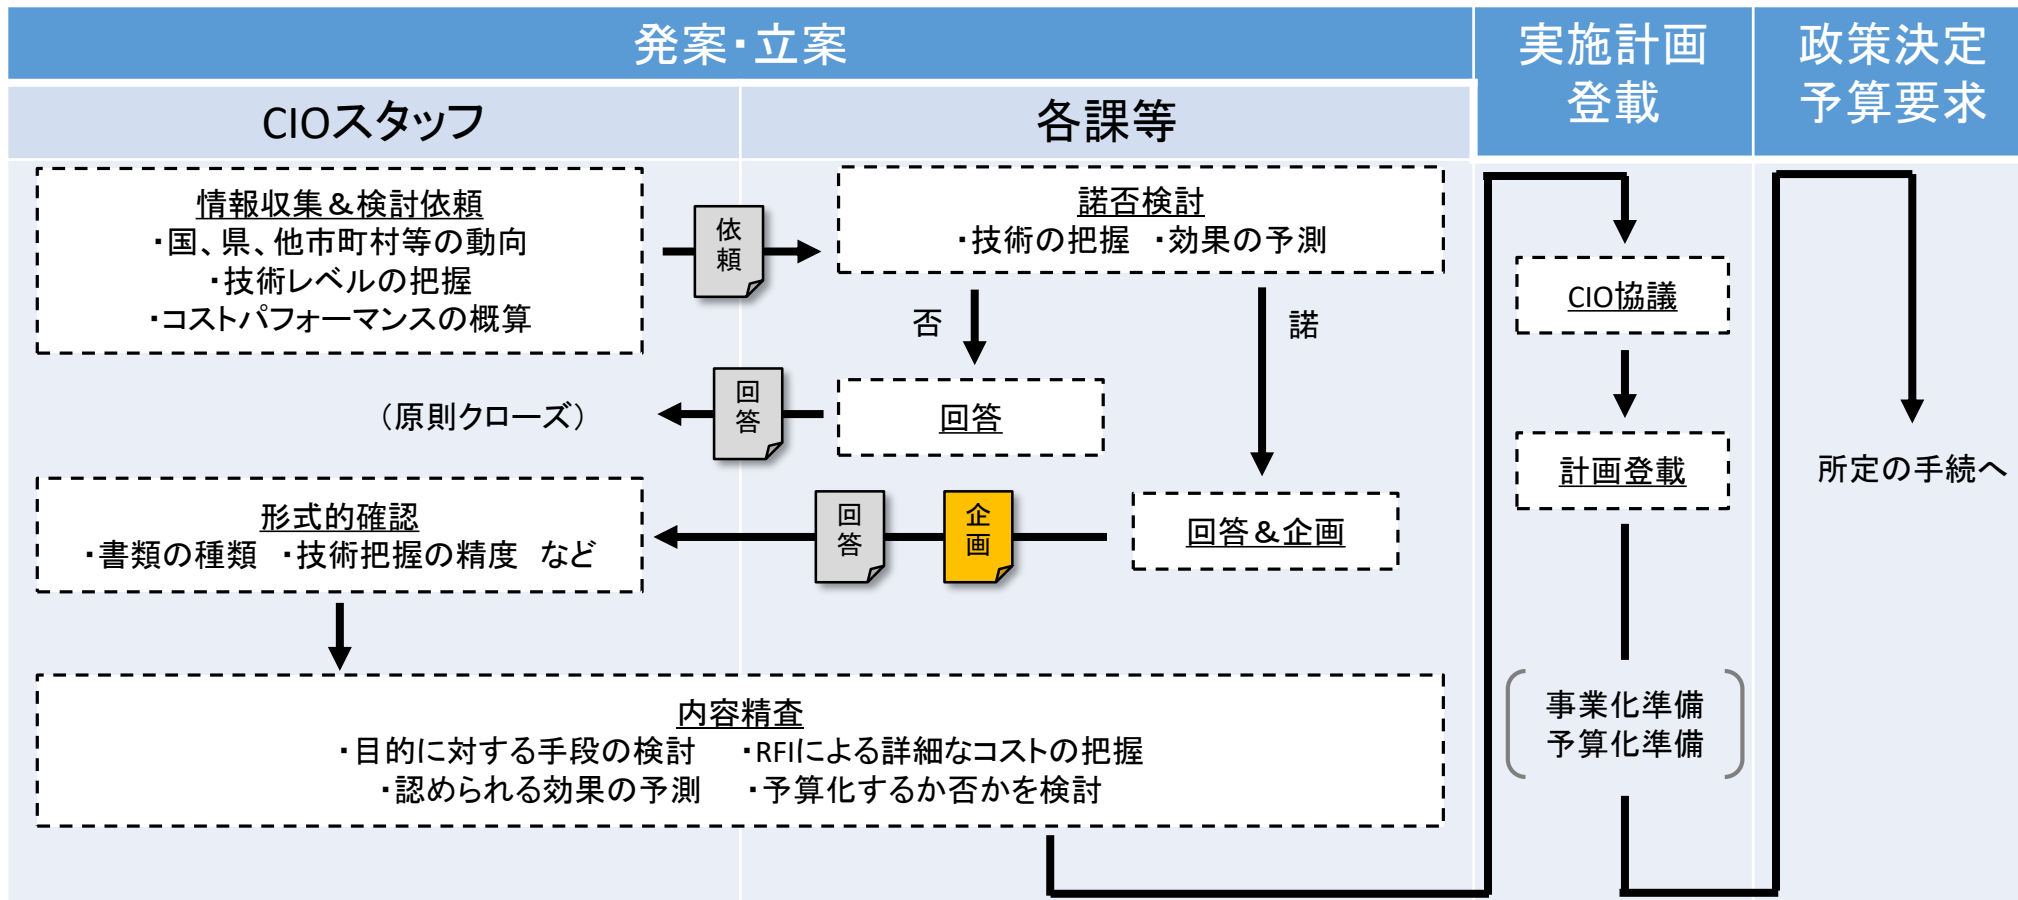 発案・立案
実施計画
登載
政策決定
予算要求
CIOスタッフ
各課等
情報収集&検討依頼
・国、県、他市町村等の動向
・技術レベルの把握
・コストパフォーマンスの概算
依頼
諾否検討
・技術の把握 ・効果の予測
否
諾
回答
回答
(原則クローズ)
回答&企画
企画
回答
形式的確認
・書類の種類 ・技術把握の精度 など
内容精査
・目的に対する手段の検討 ・RFIによる詳細なコストの把握
・認められる効果の予測 ・予算化するか否かを検討
CIO協議
計画登載
事業化準備
予算化準備
所定の手続へ